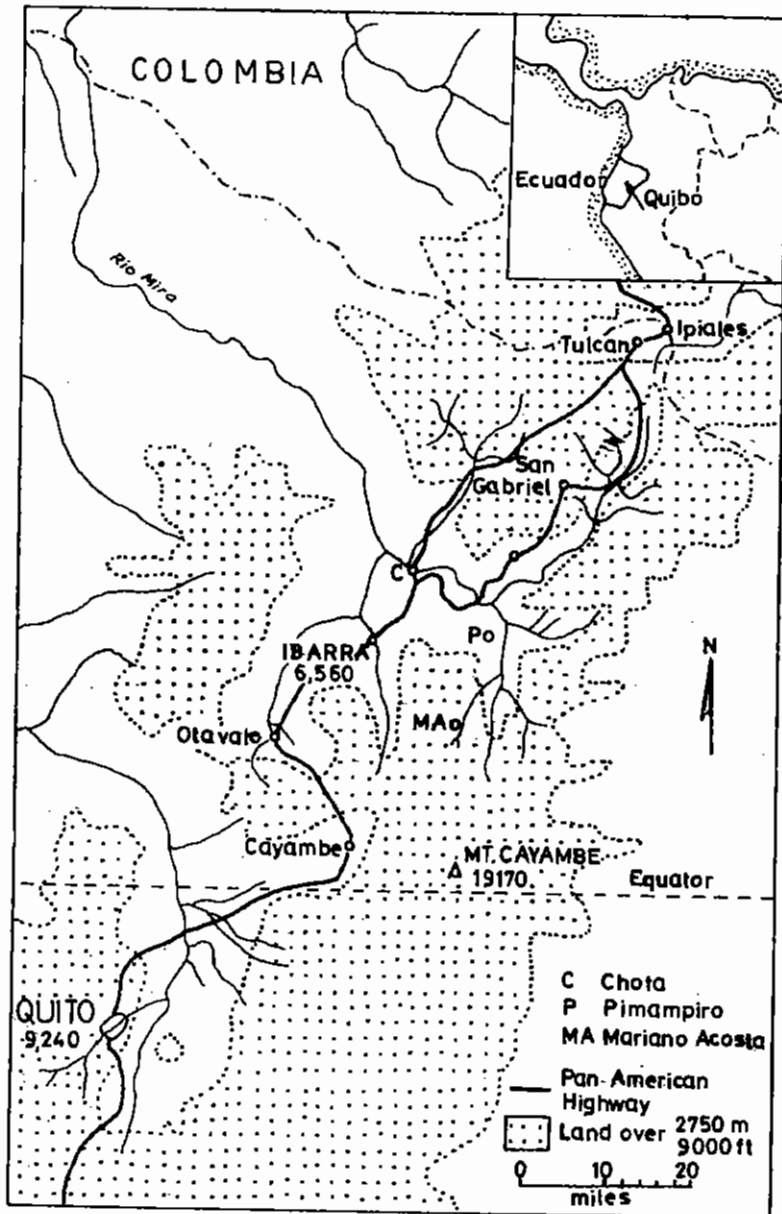 COLOMBIA
Ecuador
Quibo
Rio Mira
Ipiales
Tulcan
San
Gabriel
C
Po
IBARRA
6,560
N
MAo
Otavalo
Cayambe
MT. CAYAMBE
19170
Equator
QUITO
9,240
C Chota
P Pimampiro
MA Mariano Acosta
Pan-American
Highway
Land over 2750 m
9000 ft
0 10 20
miles